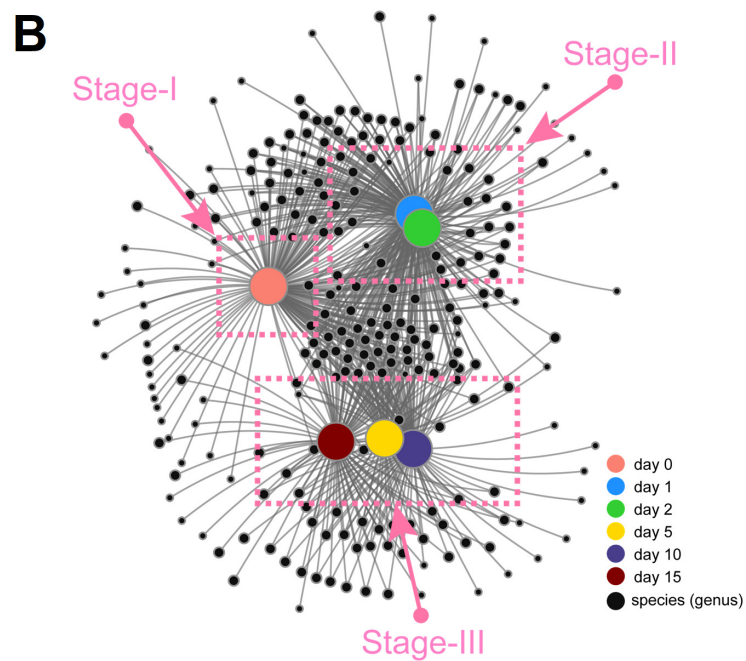 B
Stage-I
Stage-II
day 0
day 1
day 2
day 5
day 10
day 15
species (genus)
Stage-III